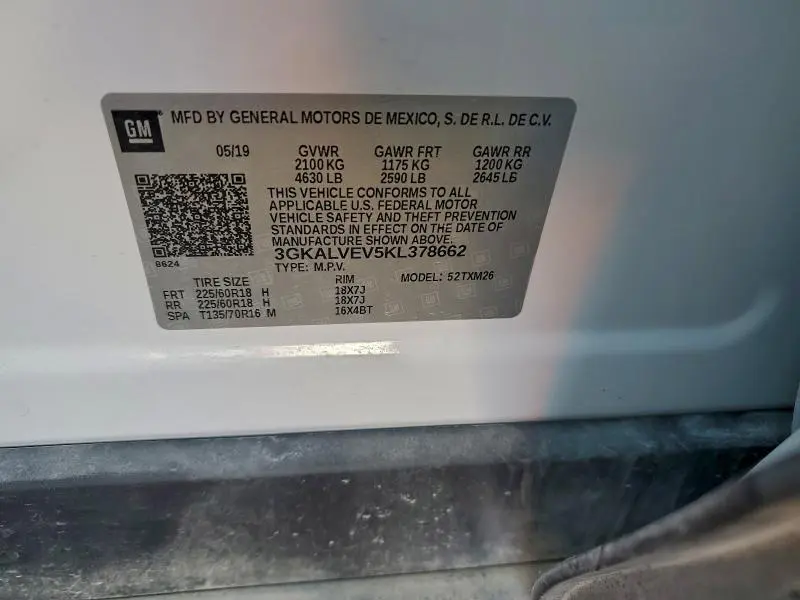 GM MFD BY GENERAL MOTORS DE MEXICO, S. DE R.L. DE C.V.
05/19 GVWR GAWR FRT GAWR RR
2100 KG 1175 KG 1200 KG
4630 LB 2590 LB 2645 LB
THIS VEHICLE CONFORMS TO ALL
APPLICABLE U.S. FEDERAL MOTOR
VEHICLE SAFETY AND THEFT PREVENTION
STANDARDS IN EFFECT ON THE DATE OF
MANUFACTURE SHOWN ABOVE.
3GKALVEV5KL378662
8624
TYPE: M.P.V. MODEL: 52TXM26
TIRE SIZE RIM
FRT 225/60R18 H 18X7J
RR 225/60R18 H 18X7J
SPA T135/70R16 M 16X4BT